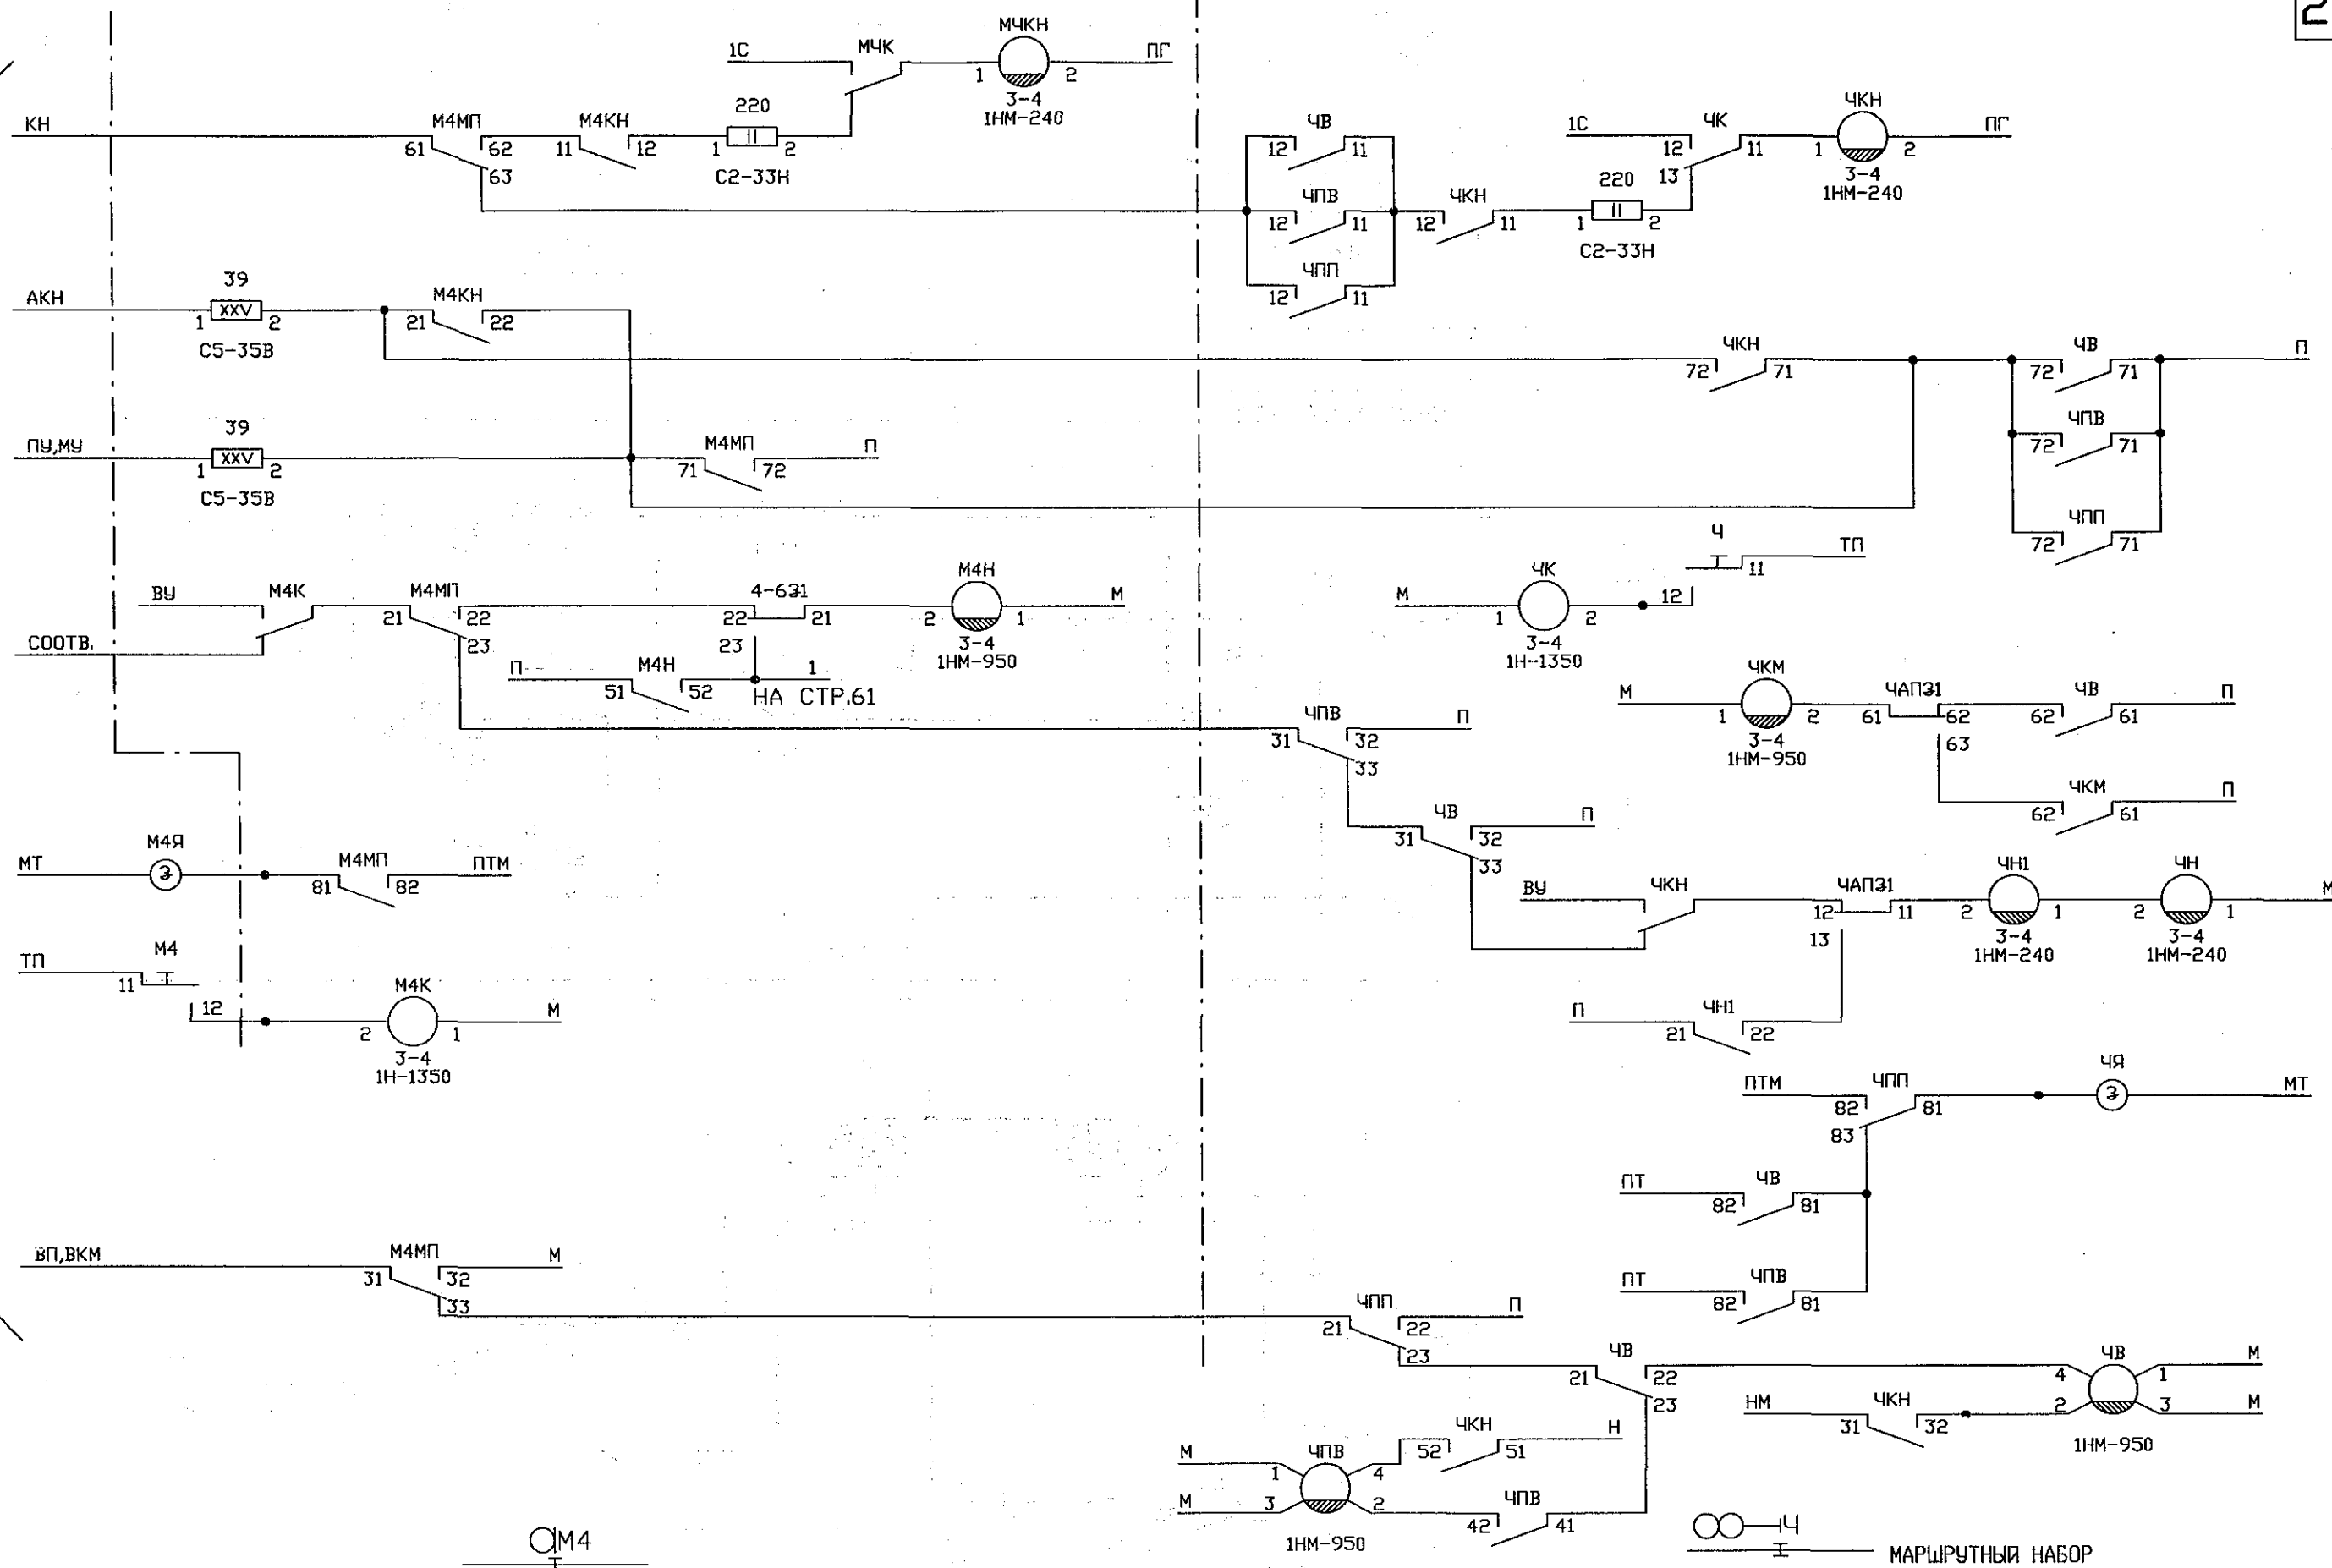 2
МЧКН
1С МЧК ПГ
1 2
3-4
1НМ-240
КН М4МП М4КН 220
61 62 11 12 1 II 2
63 С2-33Н
ЧВ 1С ЧК ЧКН ПГ
12 11 12 11 1 2
13 3-4
1НМ-240
ЧПВ ЧКН 220
12 11 12 11 1 II 2
С2-33Н
ЧПП
12 11
АКН 39 М4КН
1 XXV 2 21 22
С5-35В
ЧКН ЧВ П
72 71 72 71
ЧПВ
72 71
ЧПП
72 71
ПУ,МУ 39 М4МП П
1 XXV 2 71 72
С5-35В
ВУ М4К М4МП 4-6З1 М4Н М
21 22 22 21 2 1
СООТВ. 23 23 3-4
1НМ-950
П М4Н 1
51 52 НА СТР.61
Ч ТП
11
М ЧК 12
1 2
3-4
1Н-1350
М ЧКМ ЧАПЗ1 ЧВ П
1 2 61 62 62 61
3-4 63
1НМ-950
ЧКМ П
62 61
ЧПВ П
31 32
33
ЧВ П
31 32
33
ВУ ЧКН ЧАПЗ1 ЧН1 ЧН М
12 11 2 1 2 1
13 3-4 3-4
1НМ-240 1НМ-240
П ЧН1
21 22
МТ М4Я М4МП ПТМ
З 81 82
ТП М4
11
12 М4К М
2 1
3-4
1Н-1350
ПТМ ЧПП ЧЯ МТ
82 81 З
83
ПТ ЧВ
82 81
ПТ ЧПВ
82 81
ВП,ВКМ М4МП М
31 32
33
ЧПП П
21 22
23
ЧВ ЧВ М
21 22 4 1
23
НМ ЧКН М
31 32 2 3
1НМ-950
М ЧПВ ЧКН Н
1 4 52 51
М ЧПВ
3 2 42 41
1НМ-950
М4
Ч
МАРШРУТНЫЙ НАБОР